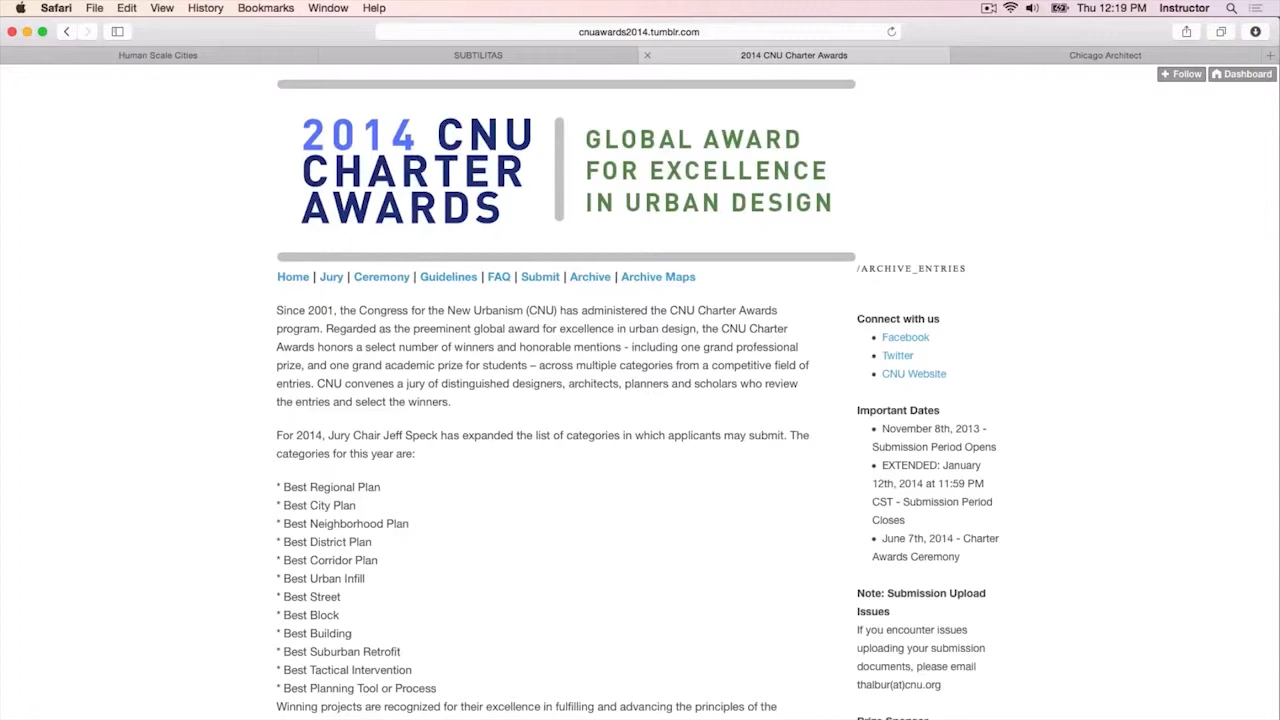 Safari File Edit View History Bookmarks Window Help Thu 12:19 PM Instructor
cnuawards2014.tumblr.com
Human Scale Cities SUBTILITAS 2014 CNU Charter Awards Chicago Architect
Follow Dashboard
2014 CNU
CHARTER
AWARDS
GLOBAL AWARD
FOR EXCELLENCE
IN URBAN DESIGN
Home | Jury | Ceremony | Guidelines | FAQ | Submit | Archive | Archive Maps
Since 2001, the Congress for the New Urbanism (CNU) has administered the CNU Charter Awards
program. Regarded as the preeminent global award for excellence in urban design, the CNU Charter
Awards honors a select number of winners and honorable mentions - including one grand professional
prize, and one grand academic prize for students – across multiple categories from a competitive field of
entries. CNU convenes a jury of distinguished designers, architects, planners and scholars who review
the entries and select the winners.
For 2014, Jury Chair Jeff Speck has expanded the list of categories in which applicants may submit. The
categories for this year are:
* Best Regional Plan
* Best City Plan
* Best Neighborhood Plan
* Best District Plan
* Best Corridor Plan
* Best Urban Infill
* Best Street
* Best Block
* Best Building
* Best Suburban Retrofit
* Best Tactical Intervention
* Best Planning Tool or Process
Winning projects are recognized for their excellence in fulfilling and advancing the principles of the
/ARCHIVE_ENTRIES
Connect with us
• Facebook
• Twitter
• CNU Website
Important Dates
• November 8th, 2013 -
Submission Period Opens
• EXTENDED: January
12th, 2014 at 11:59 PM
CST - Submission Period
Closes
• June 7th, 2014 - Charter
Awards Ceremony
Note: Submission Upload
Issues
If you encounter issues
uploading your submission
documents, please email
thalbur(at)cnu.org